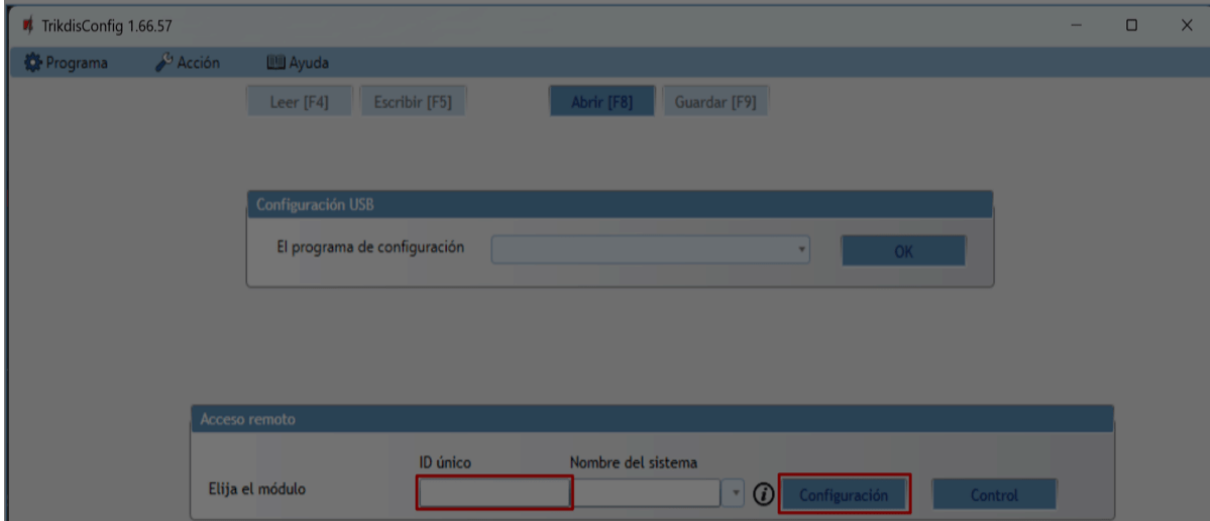 TrikdisConfig 1.66.57
Programa Acción Ayuda
Leer [F4] Escribir [F5] Abrir [F8] Guardar [F9]
Configuración USB
El programa de configuración OK
Acceso remoto
ID único Nombre del sistema
Elija el módulo i Configuración Control